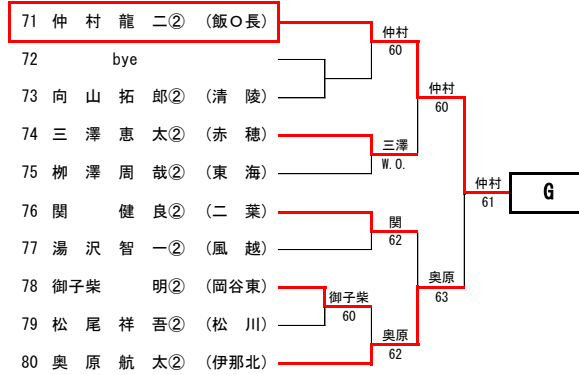 71 仲 村 龍 二② (飯O長)
仲村
60
72 bye
仲村
60
73 向 山 拓 郎② (清 陵)
74 三 澤 恵 太② (赤 穂)
三澤
W.O.
75 栁 澤 周 哉② (東 海)
仲村
61
G
76 関 健 良② (二 葉)
関
62
77 湯 沢 智 一② (風 越)
奥原
63
78 御子柴 明② (岡谷東)
御子柴
60
79 松 尾 祥 吾② (松 川)
奥原
62
80 奥 原 航 太② (伊那北)